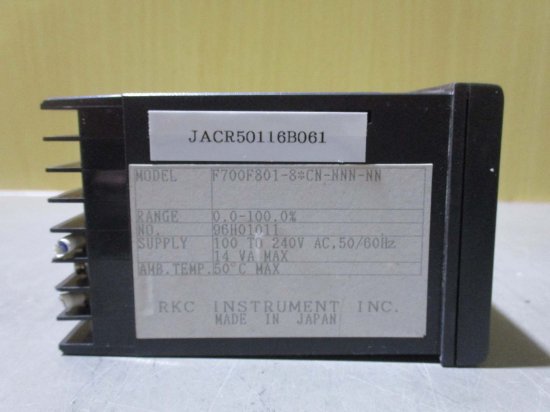 JACR50116B061
MODEL F700F801-8*CN-NNN-NN
RANGE 0.0-100.0%
NO. 96H01011
SUPPLY 100 TO 240V AC,50/60Hz
14 VA MAX
AMB.TEMP. 50°C MAX
RKC INSTRUMENT INC.
MADE IN JAPAN